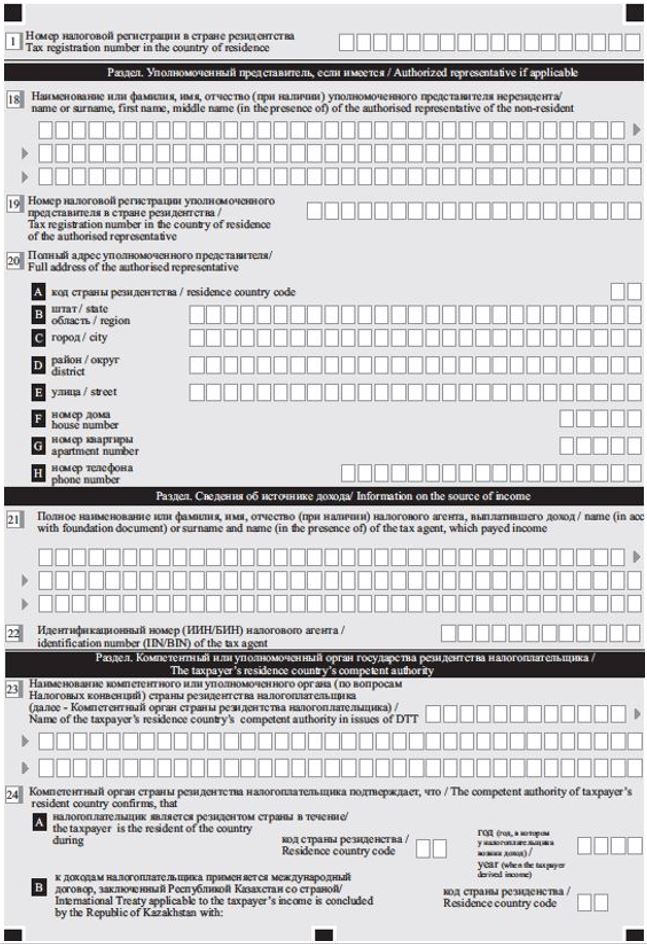 1 Номер налоговой регистрации в стране резидентства
Tax registration number in the country of residence
Раздел. Уполномоченный представитель, если имеется / Authorized representative if applicable
18 Наименование или фамилия, имя, отчество (при наличии) уполномоченного представителя нерезидента/
name or surname, first name, middle name (in the presence of) of the authorised representative of the non-resident
19 Номер налоговой регистрации уполномоченного
представителя в стране резидентства /
Tax registration number in the country of residence
of the authorised representative
20 Полный адрес уполномоченного представителя/
Full address of the authorised representative
A код страны резидентства / residence country code
B штат / state
область / region
C город / city
D район / округ
district
E улица / street
F номер дома
house number
G номер квартиры
apartment number
H номер телефона
phone number
Раздел. Сведения об источнике дохода/ Information on the source of income
21 Полное наименование или фамилия, имя, отчество (при наличии) налогового агента, выплатившего доход / name (in acc
with foundation document) or surname and name (in the presence of) of the tax agent, which payed income
22 Идентификационный номер (ИИН/БИН) налогового агента /
identification number (IIN/BIN) of the tax agent
Раздел. Компетентный или уполномоченный орган государства резидентства налогоплательщика /
The taxpayer's residence country's competent authority
23 Наименование компетентного или уполномоченного органа (по вопросам
Налоговых конвенций) страны резидентства налогоплательщика
(далее - Компетентный орган страны резидентства налогоплательщика) /
Name of the taxpayer's residence country's competent authority in issues of DTT
24 Компетентный орган страны резидентства налогоплательщика подтверждает, что / The competent authority of taxpayer's
resident country confirms, that
A налогоплательщик является резидентом страны в течение/
the taxpayer is the resident of the country
during
код страны резиденства /
Residence country code
год (год, в котором
у налогоплательщика
возник доход) /
year (when the taxpayer
derived income)
B к доходам налогоплательщика применяется международный
договор, заключенный Республикой Казахстан со страной/
International Treaty applicable to the taxpayer's income is concluded
by the Republic of Kazakhstan with:
код страны резиденства /
Residence country code